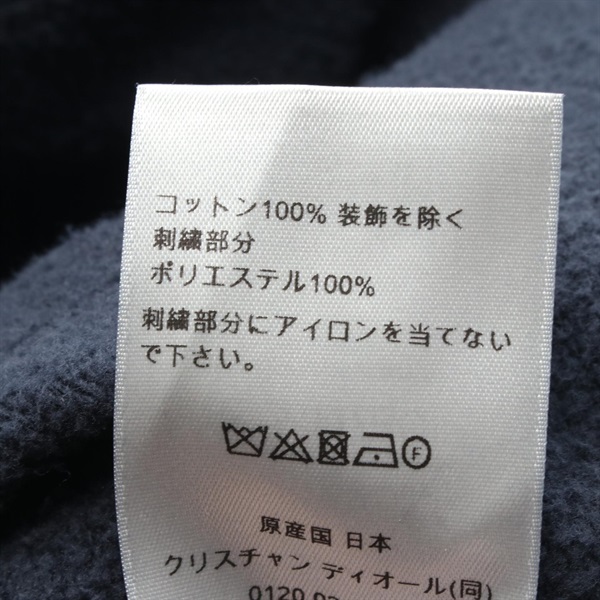 コットン100% 装飾を除く
刺繍部分
ポリエステル100%
刺繍部分にアイロンを当てない
で下さい。
F
原産国 日本
クリスチャン ディオール(同)
0120